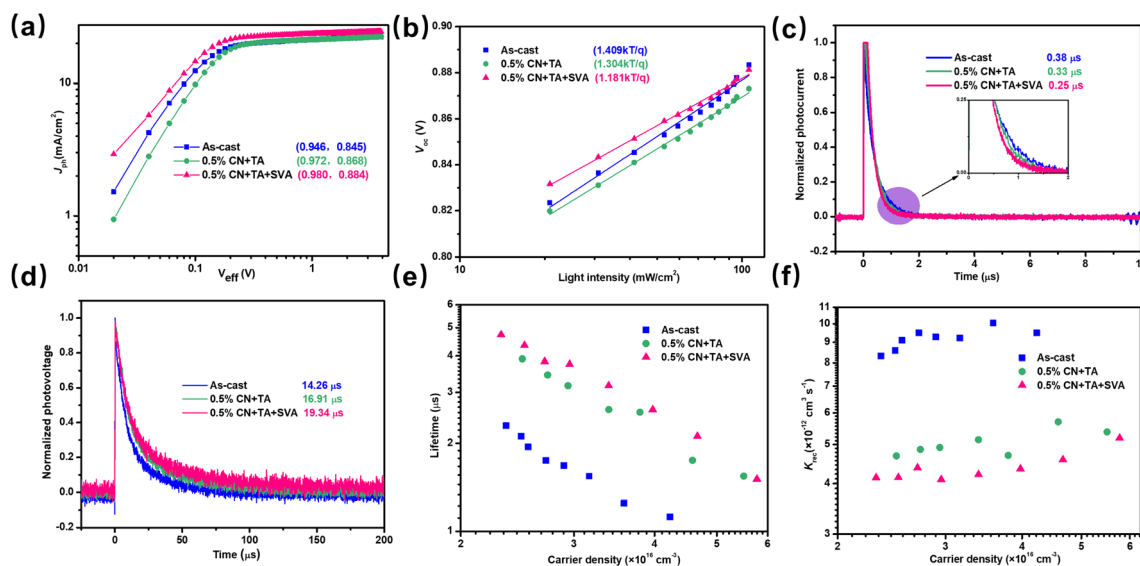 (a)
J_ph(mA/cm²)
10
1
As-cast (0.946, 0.845)
0.5% CN+TA (0.972, 0.868)
0.5% CN+TA+SVA (0.980, 0.884)
0.01 0.1 1
V_eff (V)
(b)
V_oc (V)
0.90
0.88
0.86
0.84
0.82
0.80
As-cast (1.409kT/q)
0.5% CN+TA (1.304kT/q)
0.5% CN+TA+SVA (1.181kT/q)
10 100
Light intensity (mW/cm²)
(c)
Normalized photocurrent
1.0
0.8
0.6
0.4
0.2
0.0
-0.2
As-cast 0.38 μs
0.5% CN+TA 0.33 μs
0.5% CN+TA+SVA 0.25 μs
0.25
0.00
1 2
0 2 4 6 8 1
Time (μs)
(d)
Normalized photovoltage
1.0
0.8
0.6
0.4
0.2
0.0
-0.2
As-cast 14.26 μs
0.5% CN+TA 16.91 μs
0.5% CN+TA+SVA 19.34 μs
0 50 100 150 200
Time (μs)
(e)
Lifetime (μs)
6
5
4
3
2
1
As-cast
0.5% CN+TA
0.5% CN+TA+SVA
2 3 4 5 6
Carrier density (×10¹⁶ cm⁻³)
(f)
K_rec (×10⁻¹² cm³ s⁻¹)
11
10
9
8
7
6
5
4
3
As-cast
0.5% CN+TA
0.5% CN+TA+SVA
2 3 4 5 6
Carrier density (×10¹⁶ cm⁻³)